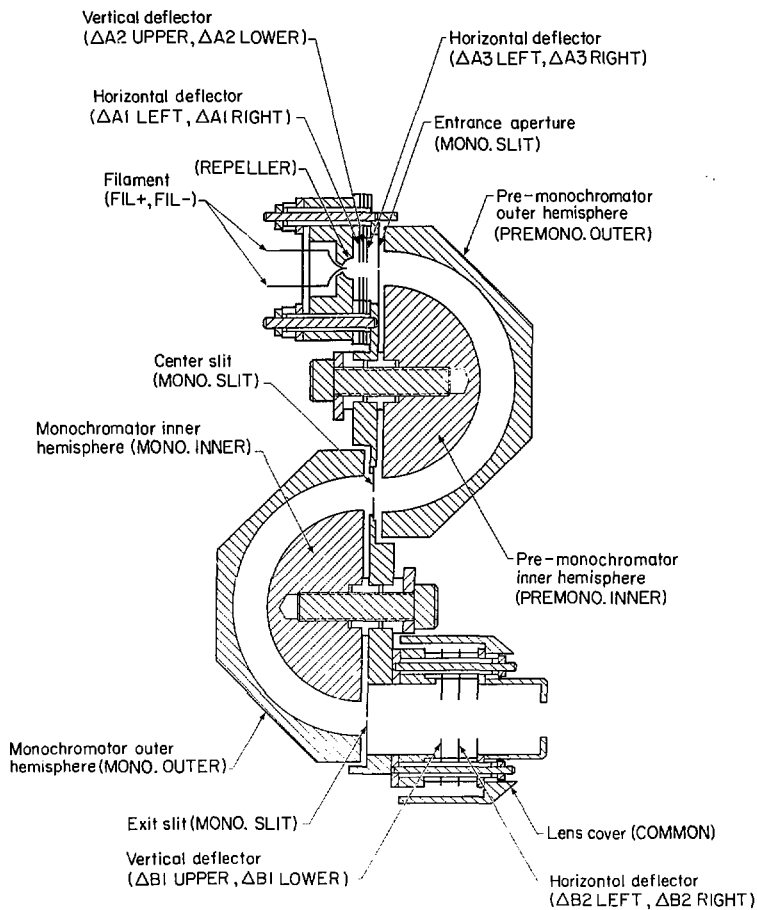 Vertical deflector
(ΔA2 UPPER, ΔA2 LOWER)
Horizontal deflector
(ΔA3 LEFT, ΔA3 RIGHT)
Horizontal deflector
(ΔA1 LEFT, ΔA1 RIGHT)
Entrance aperture
(MONO. SLIT)
(REPELLER)
Filament
(FIL+, FIL-)
Pre-monochromator
outer hemisphere
(PREMONO. OUTER)
Center slit
(MONO. SLIT)
Monochromator inner
hemisphere (MONO. INNER)
Pre-monochromator
inner hemisphere
(PREMONO. INNER)
Monochromator outer
hemisphere (MONO. OUTER)
Exit slit (MONO. SLIT)
Lens cover (COMMON)
Vertical deflector
(ΔB1 UPPER, ΔB1 LOWER)
Horizontal deflector
(ΔB2 LEFT, ΔB2 RIGHT)